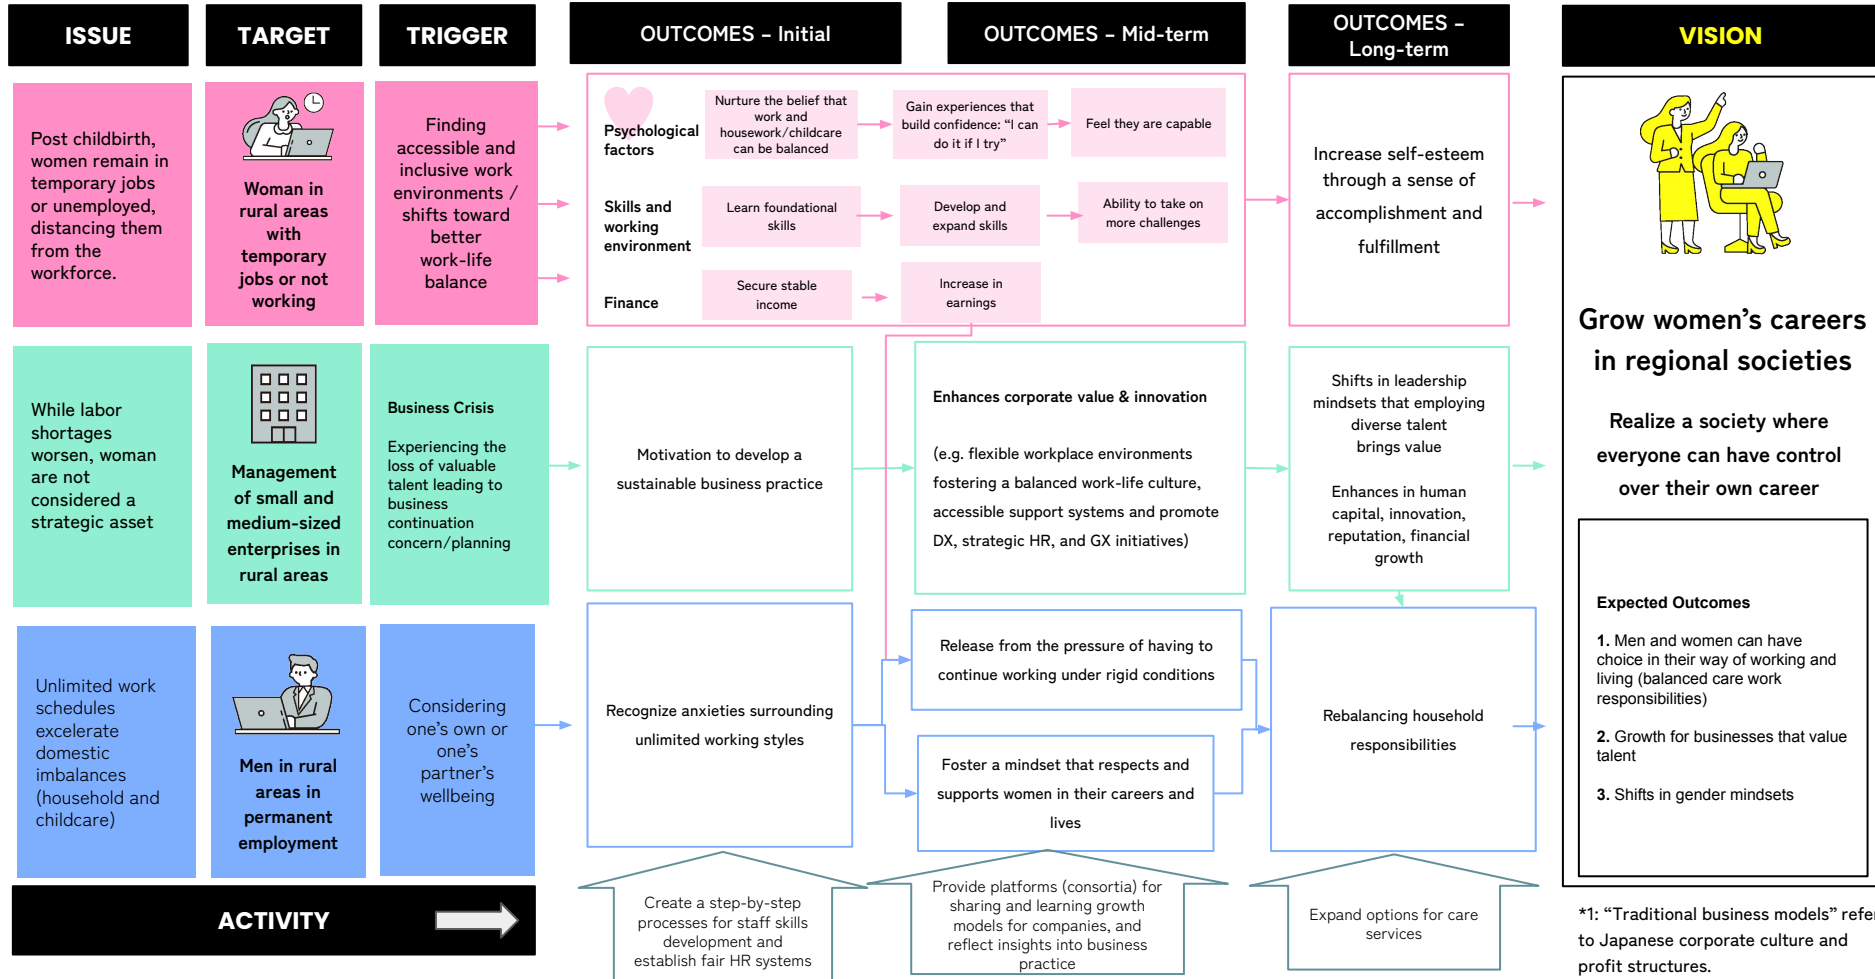 ISSUE
TARGET
TRIGGER
OUTCOMES – Initial
OUTCOMES – Mid-term
OUTCOMES –
Long-term
VISION
Post childbirth,
women remain in
temporary jobs
or unemployed,
distancing them
from the
workforce.
Woman in
rural areas
with
temporary
jobs or not
working
Finding
accessible and
inclusive work
environments /
shifts toward
better
work-life
balance
Psychological
factors
Nurture the belief that
work and
housework/childcare
can be balanced
Gain experiences that
build confidence: “I can
do it if I try”
Feel they are capable
Skills and
working
environment
Learn foundational
skills
Develop and
expand skills
Ability to take on
more challenges
Finance
Secure stable
income
Increase in
earnings
Increase self-esteem
through a sense of
accomplishment and
fulfillment
While labor
shortages
worsen, woman
are not
considered a
strategic asset
Management
of small and
medium-sized
enterprises in
rural areas
Business Crisis
Experiencing the
loss of valuable
talent leading to
business
continuation
concern/planning
Motivation to develop a
sustainable business practice
Enhances corporate value & innovation
(e.g. flexible workplace environments
fostering a balanced work-life culture,
accessible support systems and promote
DX, strategic HR, and GX initiatives)
Shifts in leadership
mindsets that employing
diverse talent
brings value
Enhances in human
capital, innovation,
reputation, financial
growth
Unlimited work
schedules
excelerate
domestic
imbalances
(household and
childcare)
Men in rural
areas in
permanent
employment
Considering
one’s own or
one’s
partner’s
wellbeing
Recognize anxieties surrounding
unlimited working styles
Release from the pressure of having to
continue working under rigid conditions
Foster a mindset that respects and
supports women in their careers and
lives
Rebalancing household
responsibilities
Grow women’s careers
in regional societies
Realize a society where
everyone can have control
over their own career
Expected Outcomes
1. Men and women can have
choice in their way of working and
living (balanced care work
responsibilities)
2. Growth for businesses that value
talent
3. Shifts in gender mindsets
ACTIVITY
Create a step-by-step
processes for staff skills
development and
establish fair HR systems
Provide platforms (consortia) for
sharing and learning growth
models for companies, and
reflect insights into business
practice
Expand options for care
services
*1: “Traditional business models” refer
to Japanese corporate culture and
profit structures.